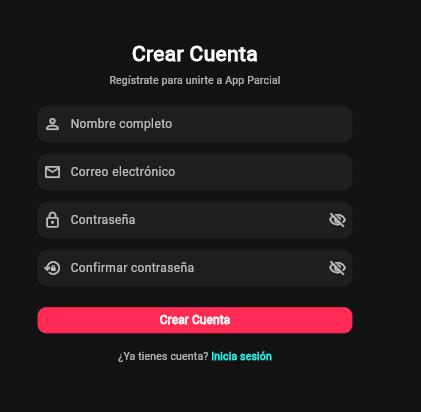 Crear Cuenta
Regístrate para unirte a App Parcial
Nombre completo
Correo electrónico
Contraseña
Confirmar contraseña
Crear Cuenta
¿Ya tienes cuenta? Inicia sesión